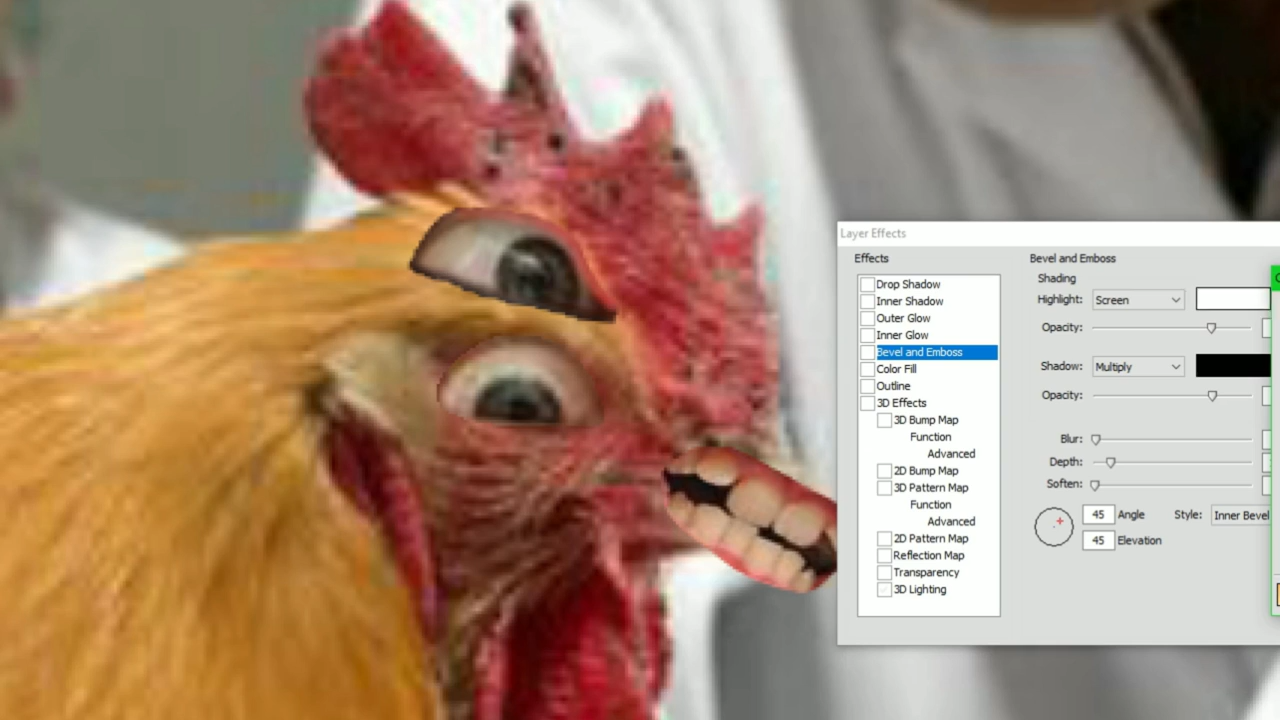 Layer Effects
Effects
Drop Shadow
Inner Shadow
Outer Glow
Inner Glow
Bevel and Emboss
Color Fill
Outline
3D Effects
3D Bump Map
Function
Advanced
2D Bump Map
3D Pattern Map
Function
Advanced
2D Pattern Map
Reflection Map
Transparency
3D Lighting
Bevel and Emboss
Shading
Highlight: Screen
Opacity:
Shadow: Multiply
Opacity:
Blur:
Depth:
Soften:
45 Angle Style: Inner Bevel
45 Elevation